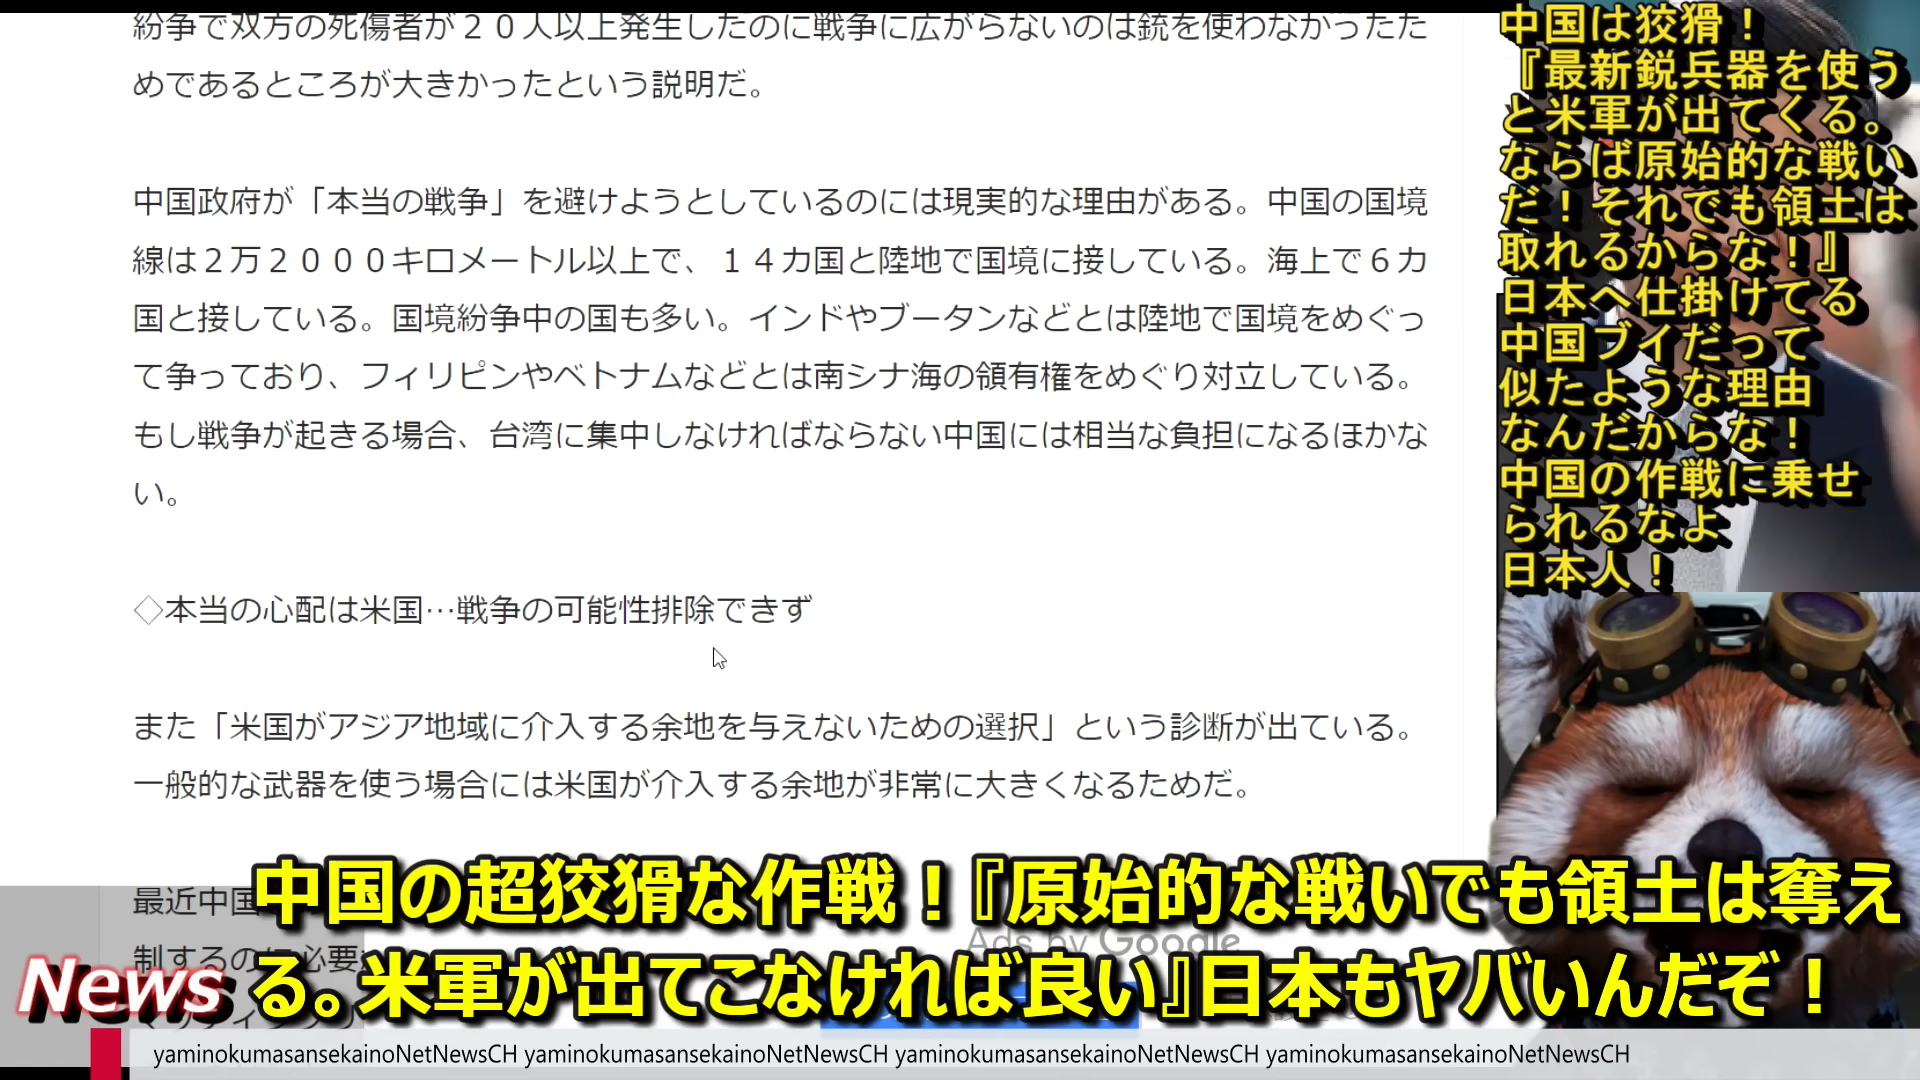 紛争で双方の死傷者が２０人以上発生したのに戦争に広がらないのは銃を使わなかったた
めであるところが大きかったという説明だ。
中国政府が「本当の戦争」を避けようとしているのには現実的な理由がある。中国の国境
線は２万２０００キロメートル以上で、１４カ国と陸地で国境に接している。海上で６カ
国と接している。国境紛争中の国も多い。インドやブータンなどとは陸地で国境をめぐっ
て争っており、フィリピンやベトナムなどとは南シナ海の領有権をめぐり対立している。
もし戦争が起きる場合、台湾に集中しなければならない中国には相当な負担になるほかな
い。
◇本当の心配は米国…戦争の可能性排除できず
また「米国がアジア地域に介入する余地を与えないための選択」という診断が出ている。
一般的な武器を使う場合には米国が介入する余地が非常に大きくなるためだ。
最近中国
制するのに必要
中国は狡猾！
『最新鋭兵器を使う
と米軍が出てくる。
ならば原始的な戦い
だ！それでも領土は
取れるからな！』
日本へ仕掛けてる
中国ブイだって
似たような理由
なんだからな！
中国の作戦に乗せ
られるなよ
日本人！
中国の超狡猾な作戦！『原始的な戦いでも領土は奪え
る。米軍が出てこなければ良い』日本もヤバいんだぞ！
Ads by Google
News
yaminokumasansekainoNetNewsCH yaminokumasansekainoNetNewsCH yaminokumasansekainoNetNewsCH yaminokumasansekainoNetNewsCH